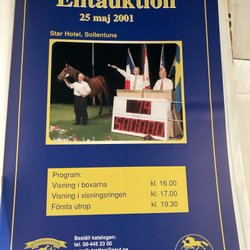 Elitauktion
25 maj 2001
Star Hotel, Sollentuna
Program:
Visning i boxarna kl. 16.00
Visning i visningsringen kl. 17.00
Första utrop kl. 19.30
Beställ katalogen:
tel. 08-445 23 00